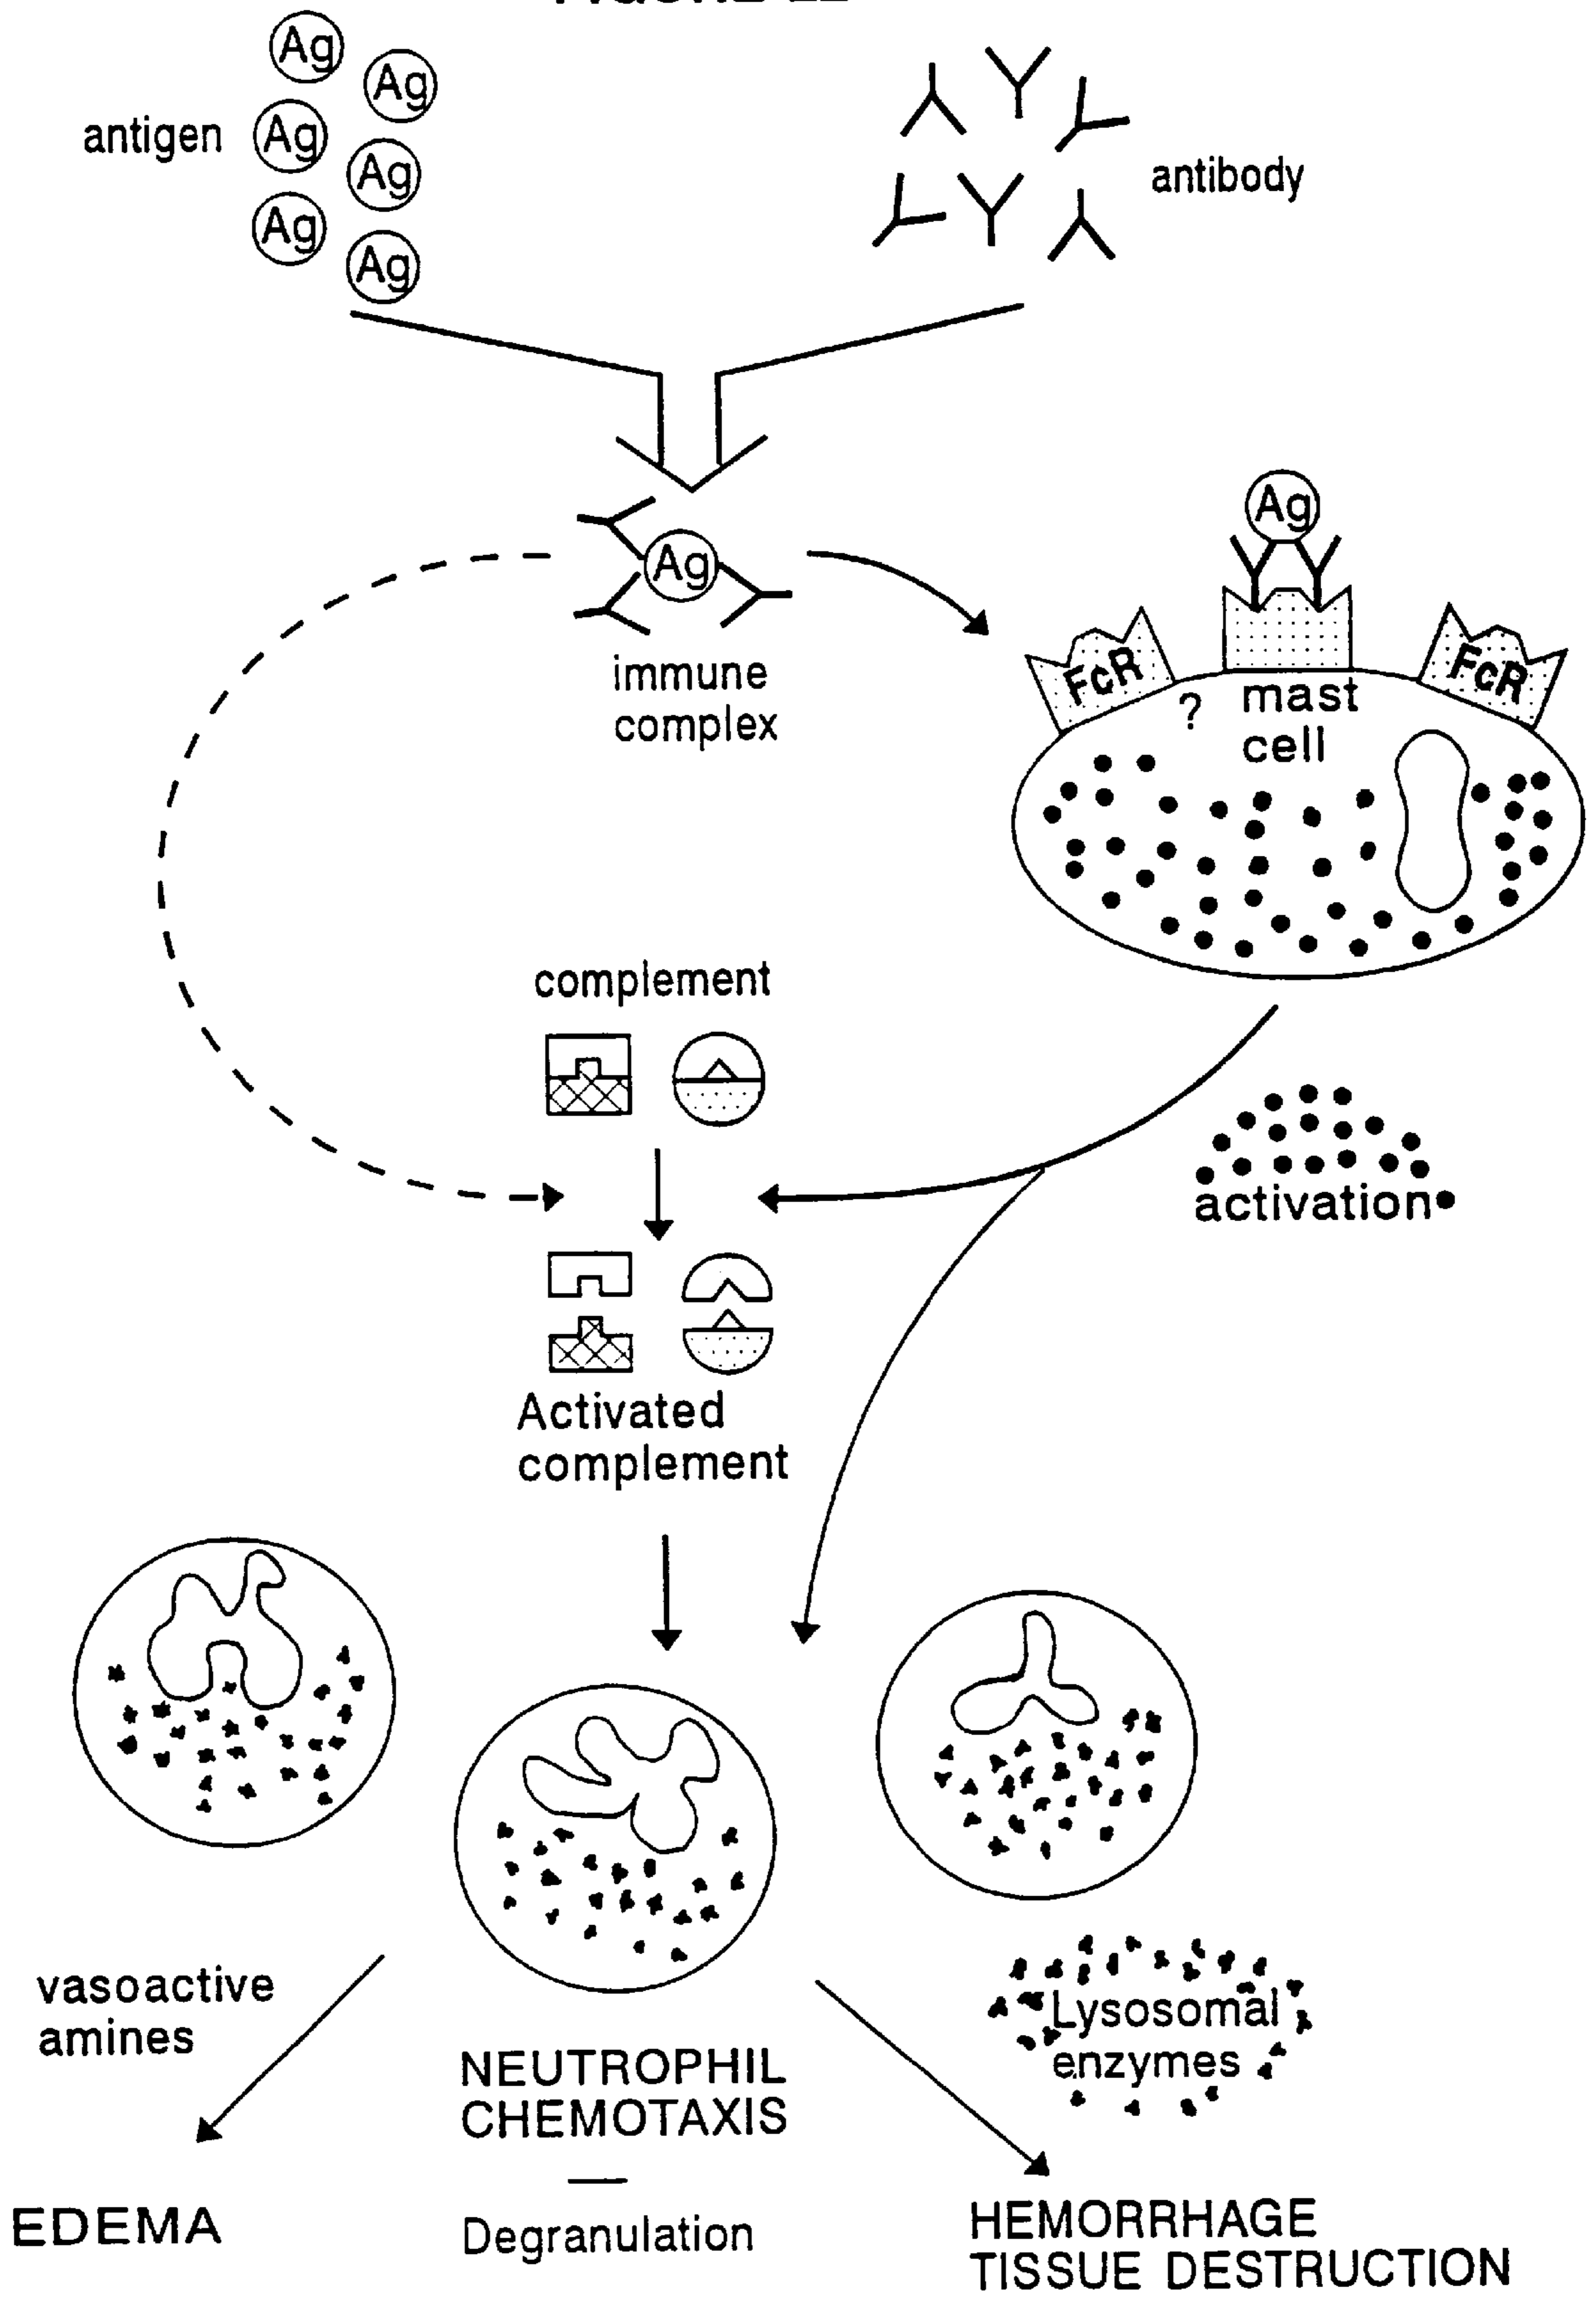 Ag
Ag
antigen
Ag
Ag
Ag
Ag
antibody
Ag
immune
complex
Ag
FcR
FcR
?
mast
cell
complement
activation
Activated
complement
vasoactive
amines
NEUTROPHIL
CHEMOTAXIS
Degranulation
Lysosomal
enzymes
EDEMA
HEMORRHAGE
TISSUE DESTRUCTION